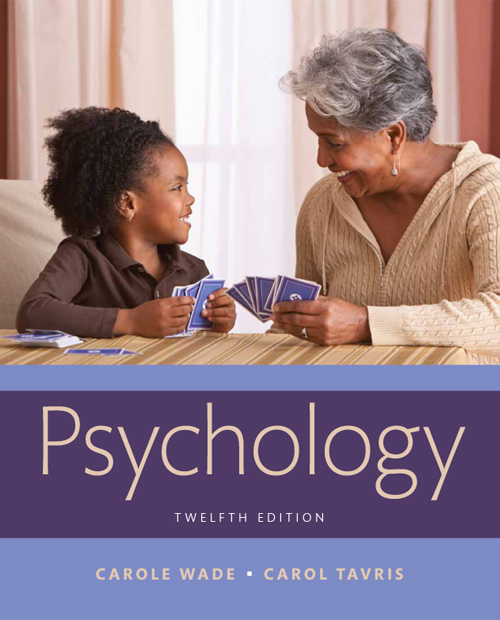 Psychology
TWELFTH EDITION
CAROLE WADE ▪ CAROL TAVRIS